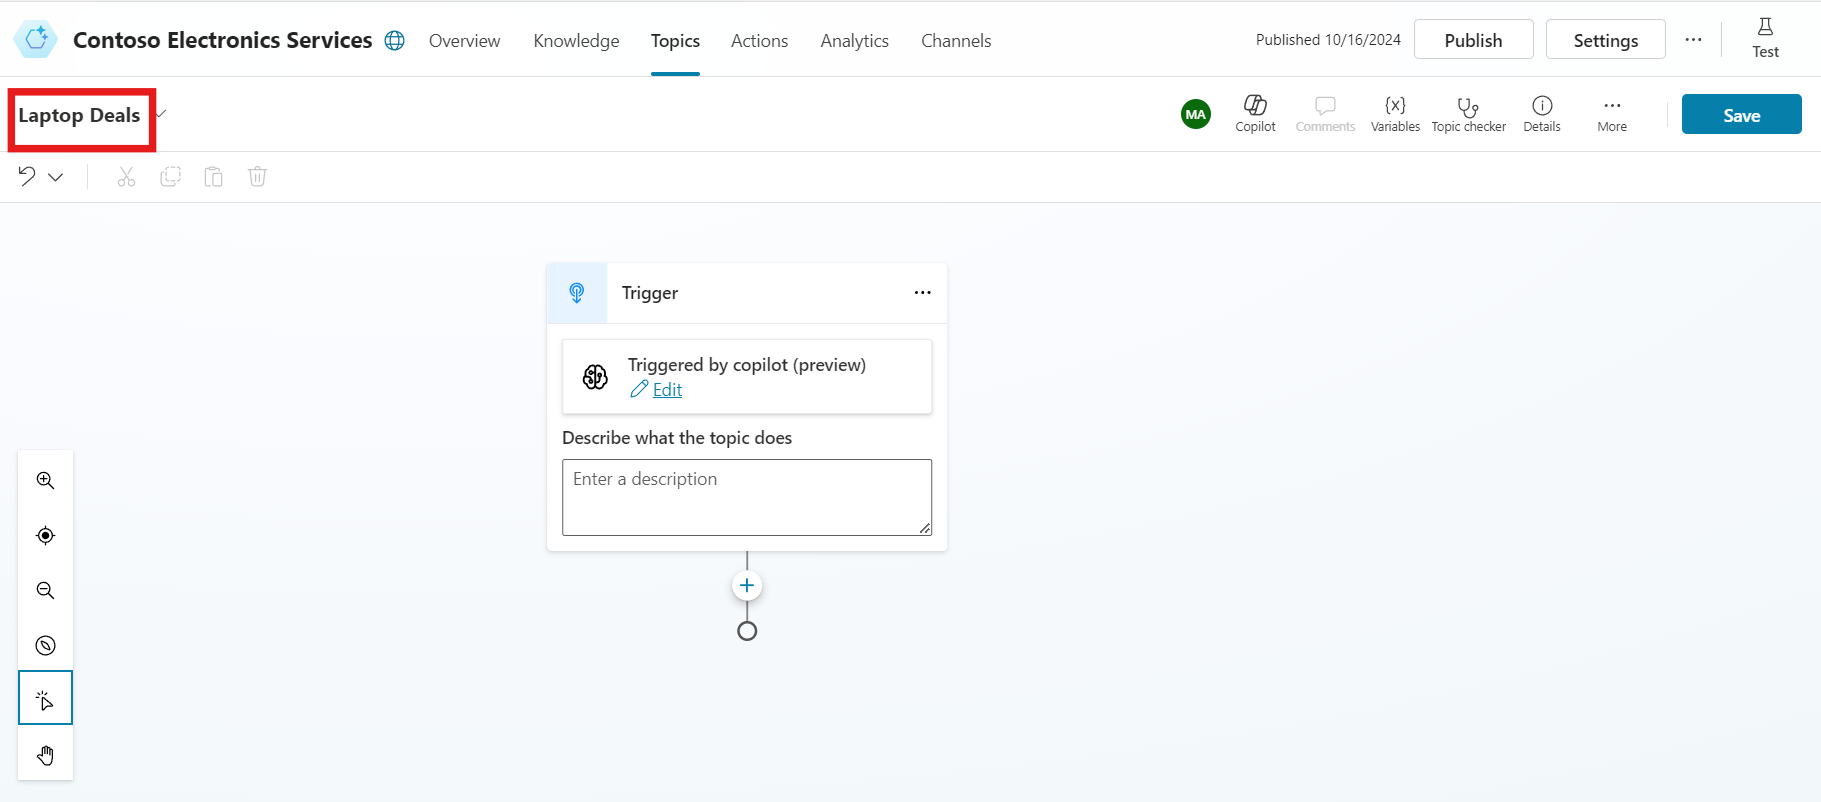 Contoso Electronics Services
Overview
Knowledge
Topics
Actions
Analytics
Channels
Published 10/16/2024
Publish
Settings
Test
Laptop Deals
MA
Copilot
Comments
{x}
Variables
Topic checker
Details
More
Save
Trigger
Triggered by copilot (preview)
Edit
Describe what the topic does
Enter a description